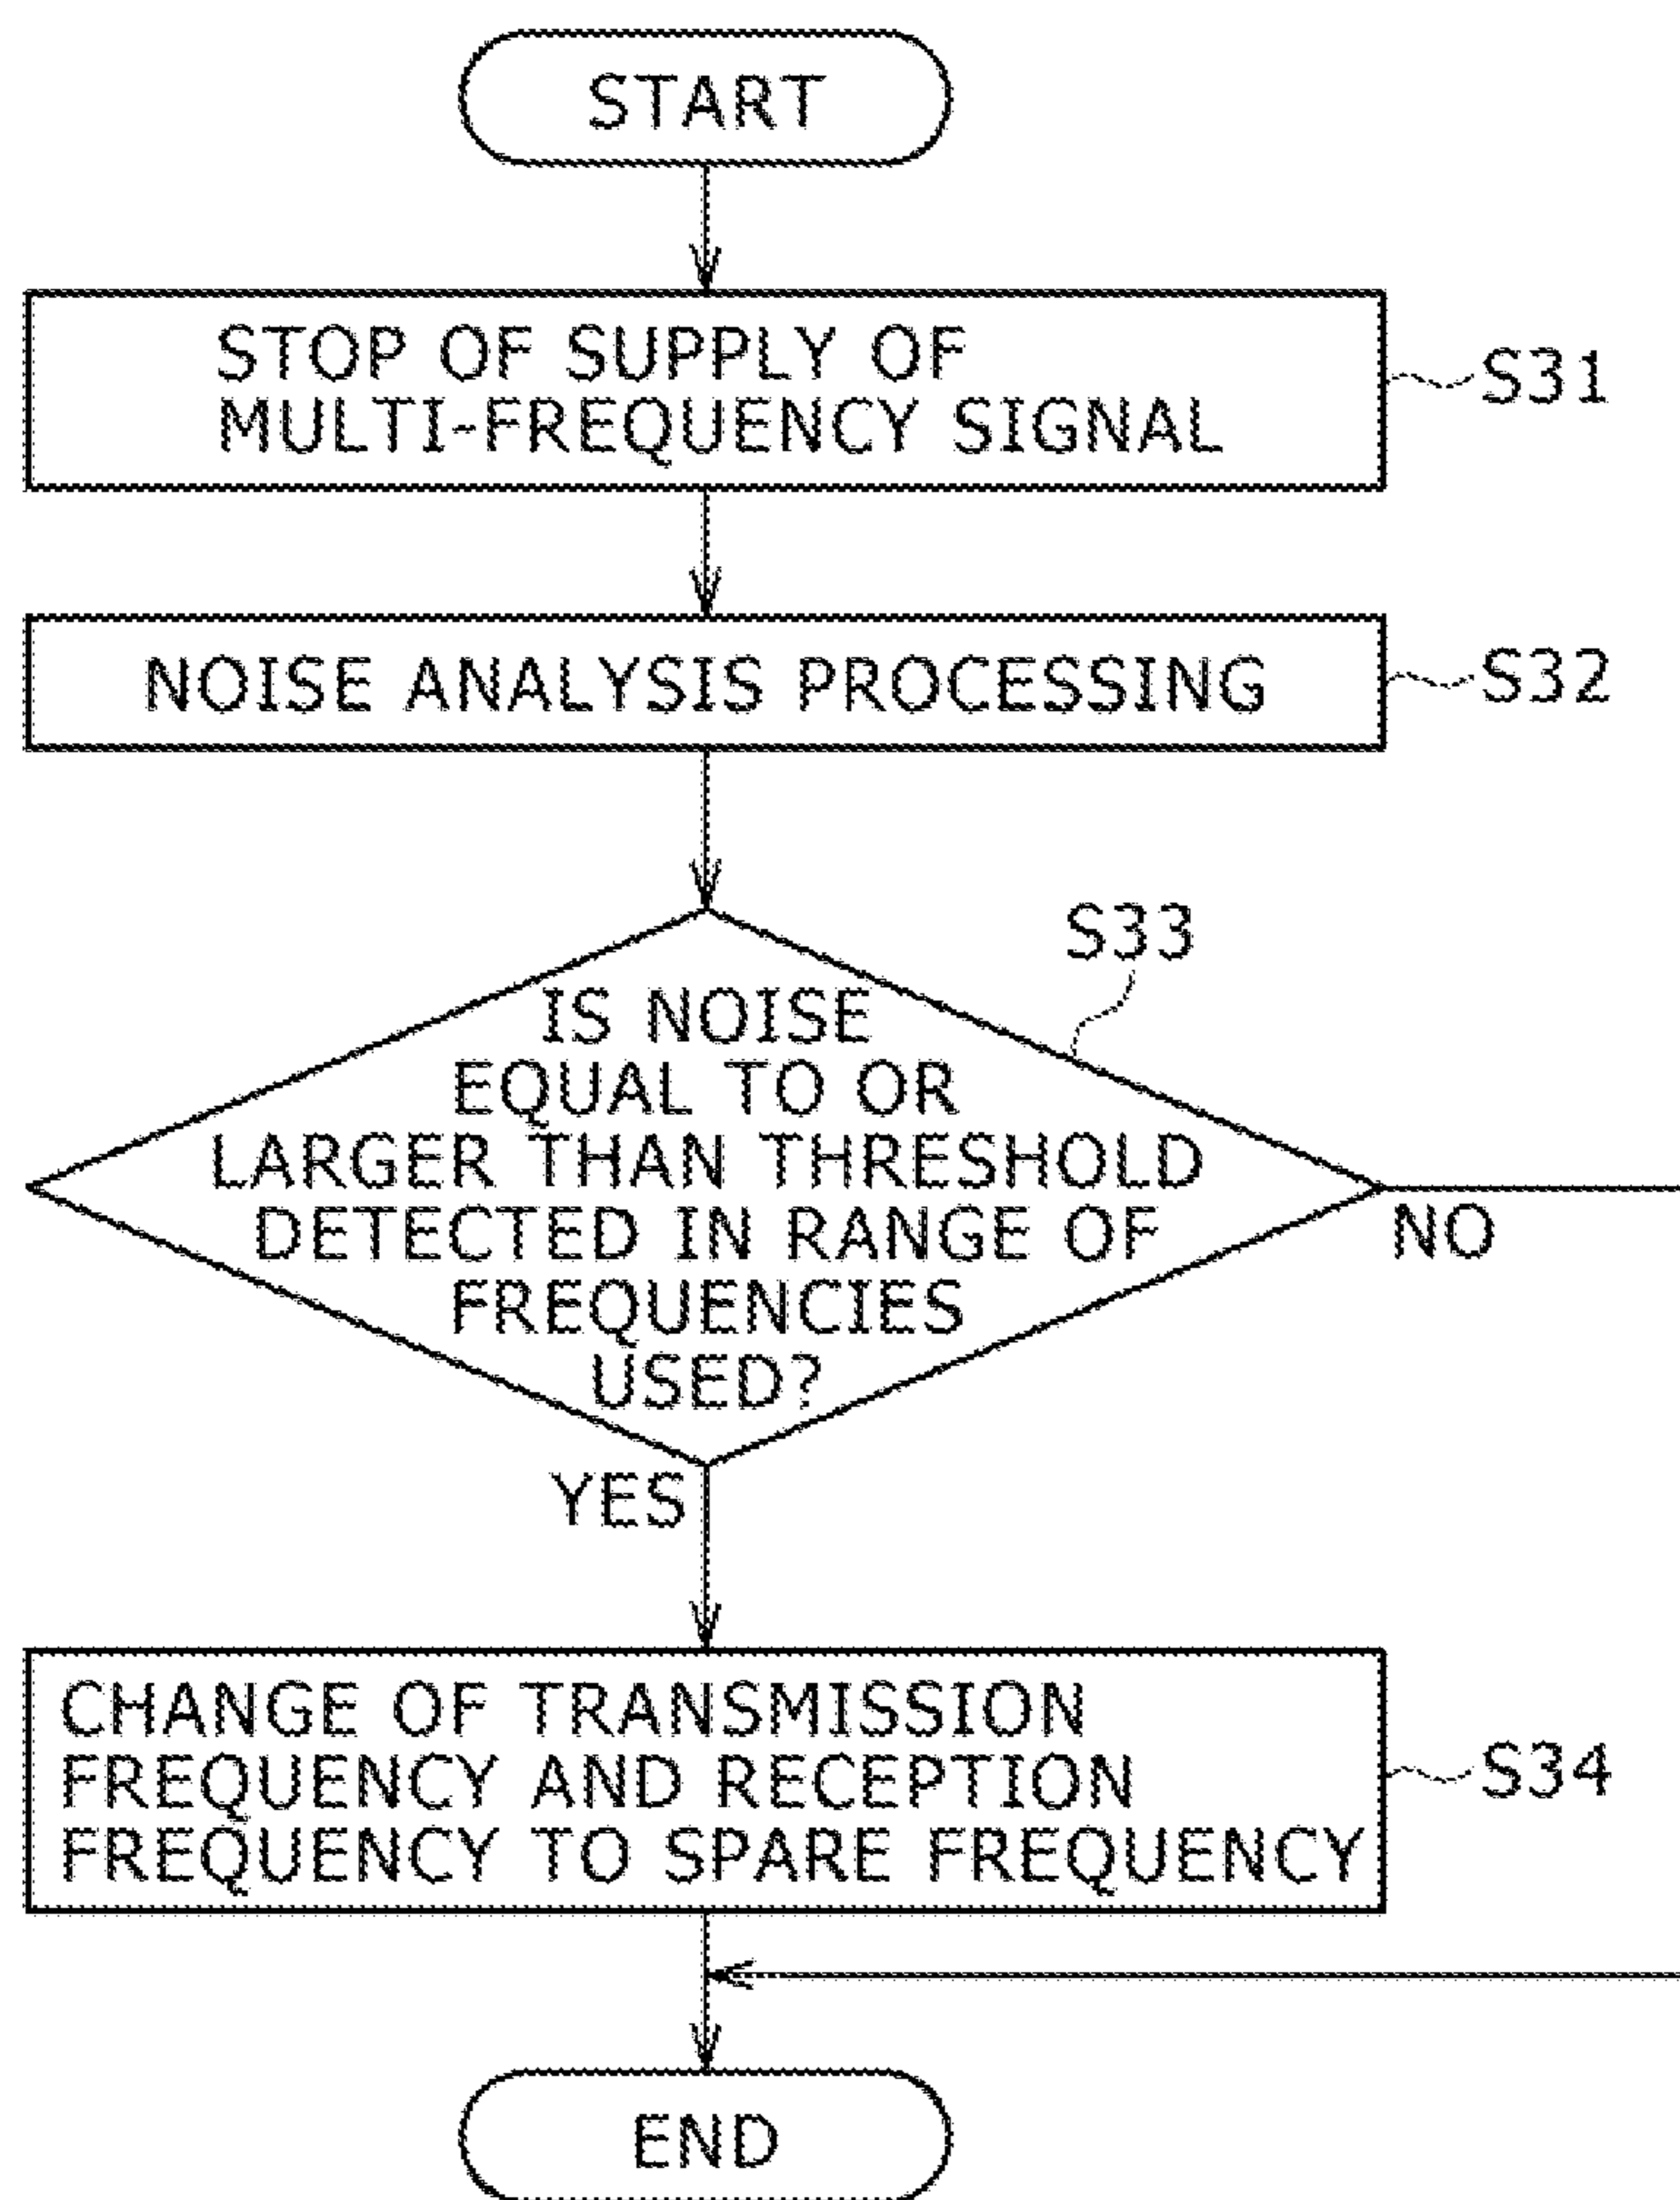 START
STOP OF SUPPLY OF
MULTI-FREQUENCY SIGNAL
S31
NOISE ANALYSIS PROCESSING
S32
S33
IS NOISE
EQUAL TO OR
LARGER THAN THRESHOLD
DETECTED IN RANGE OF
FREQUENCIES
USED?
NO
YES
CHANGE OF TRANSMISSION
FREQUENCY AND RECEPTION
FREQUENCY TO SPARE FREQUENCY
S34
END